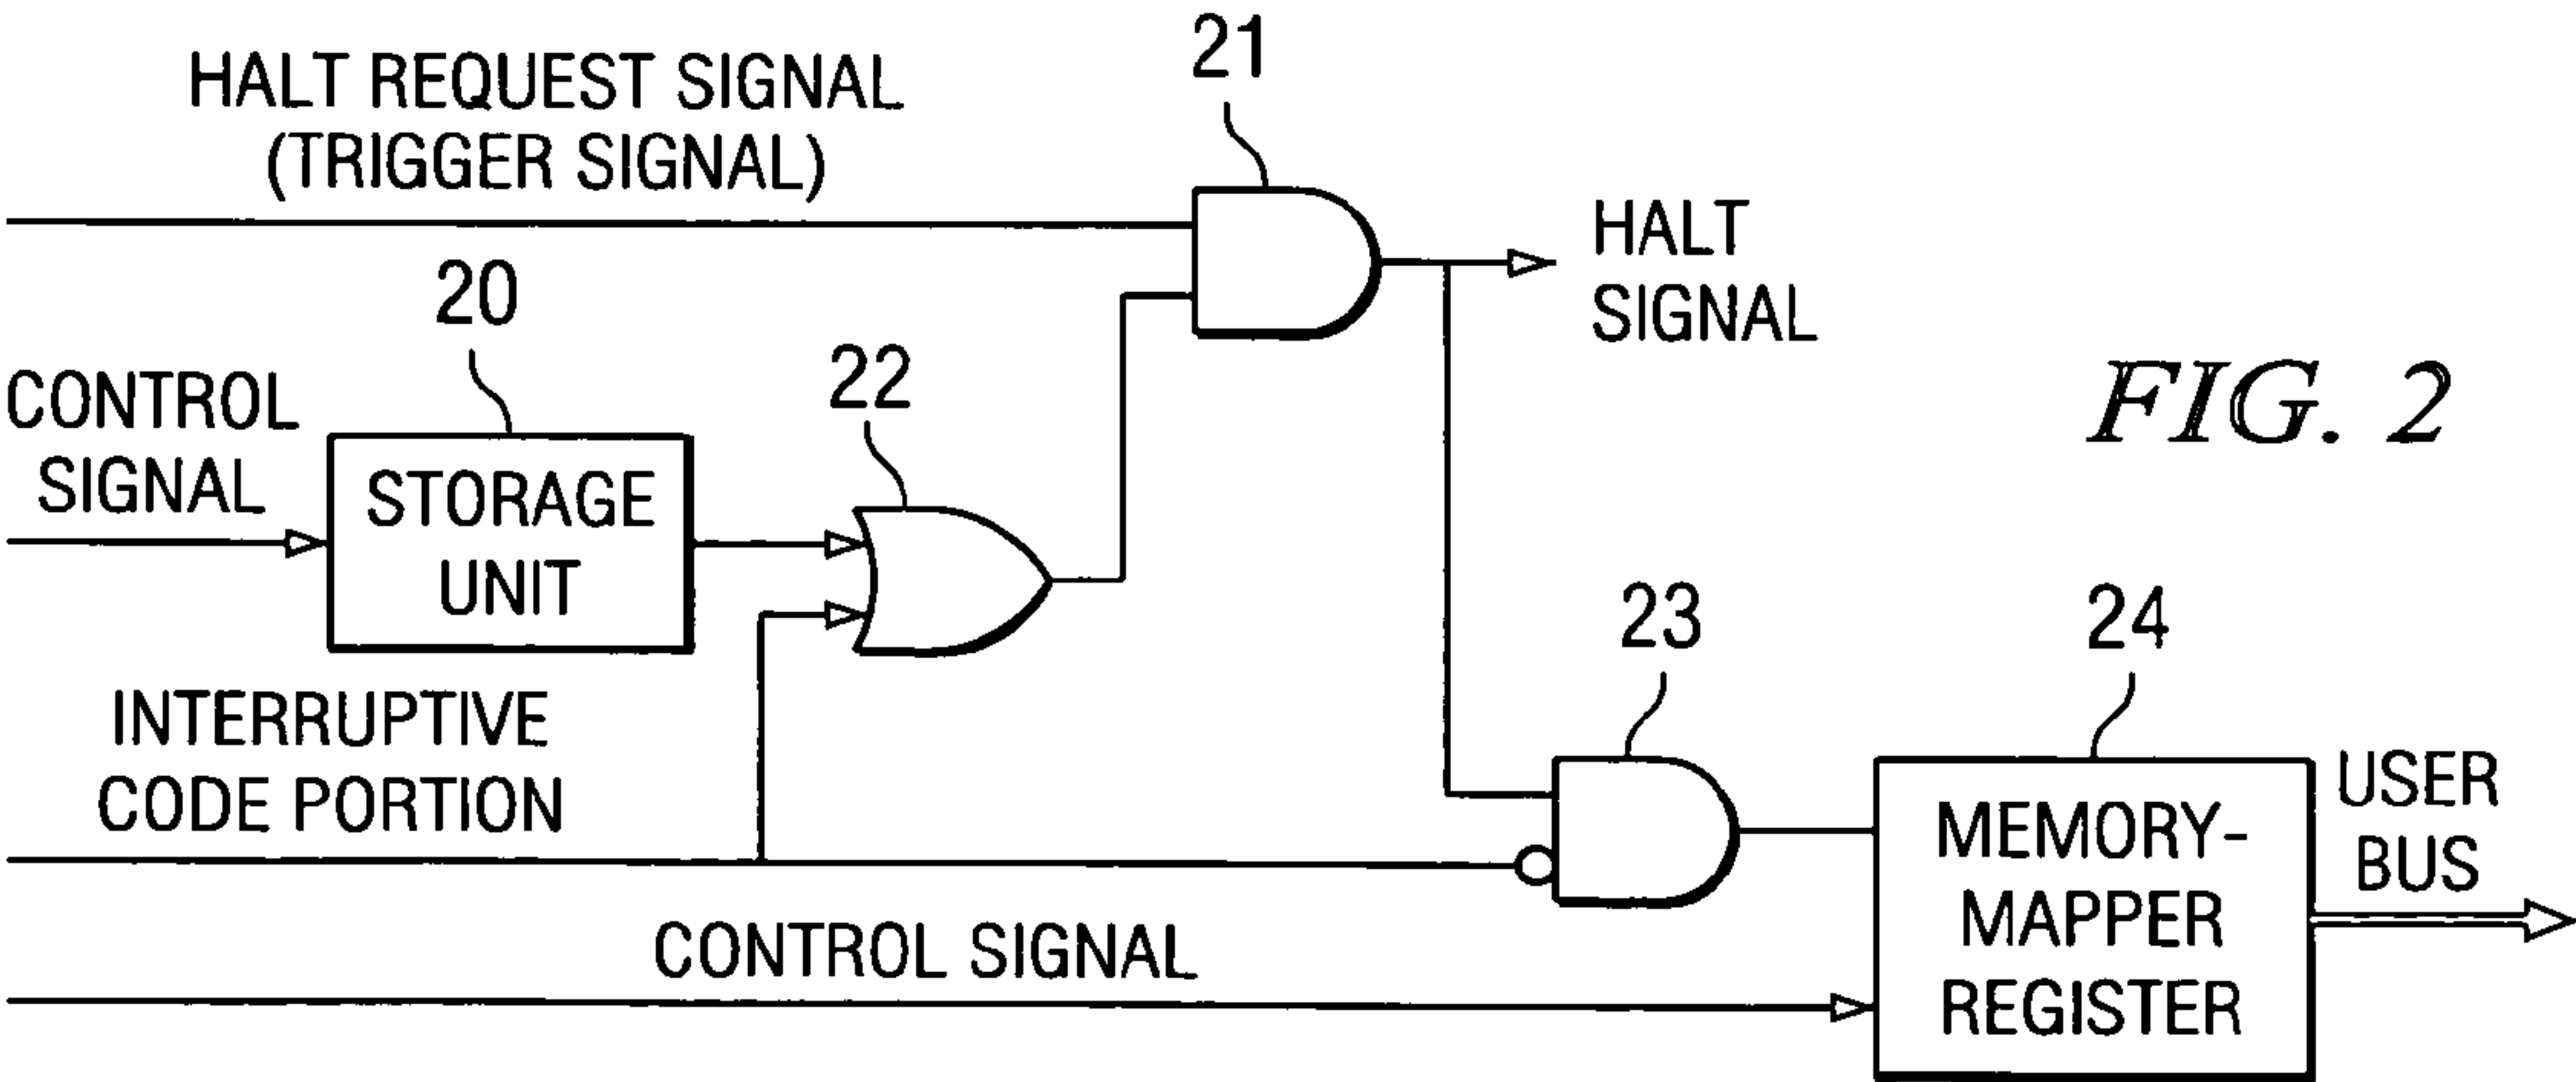 21
HALT REQUEST SIGNAL
(TRIGGER SIGNAL)
HALT
SIGNAL
20
22
CONTROL
SIGNAL
STORAGE
UNIT
FIG. 2
INTERRUPTIVE
CODE PORTION
23
24
USER
BUS
MEMORY-
MAPPER
REGISTER
CONTROL SIGNAL